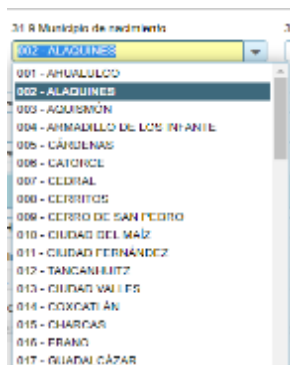 31.9 Municipio de nacimiento
002 - ALAQUINES
001 - AHUALULCO
002 - ALAQUINES
003 - AQUISMÓN
004 - ARMADILLO DE LOS INFANTE
005 - CÁRDENAS
006 - CATORCE
007 - CEDRAL
008 - CERRITOS
009 - CERRO DE SAN PEDRO
010 - CIUDAD DEL MAÍZ
011 - CIUDAD FERNÁNDEZ
012 - TANCANHUITZ
013 - CIUDAD VALLES
014 - COXCATLÁN
015 - CHARCAS
016 - EBANO
017 - GUADALCÁZAR